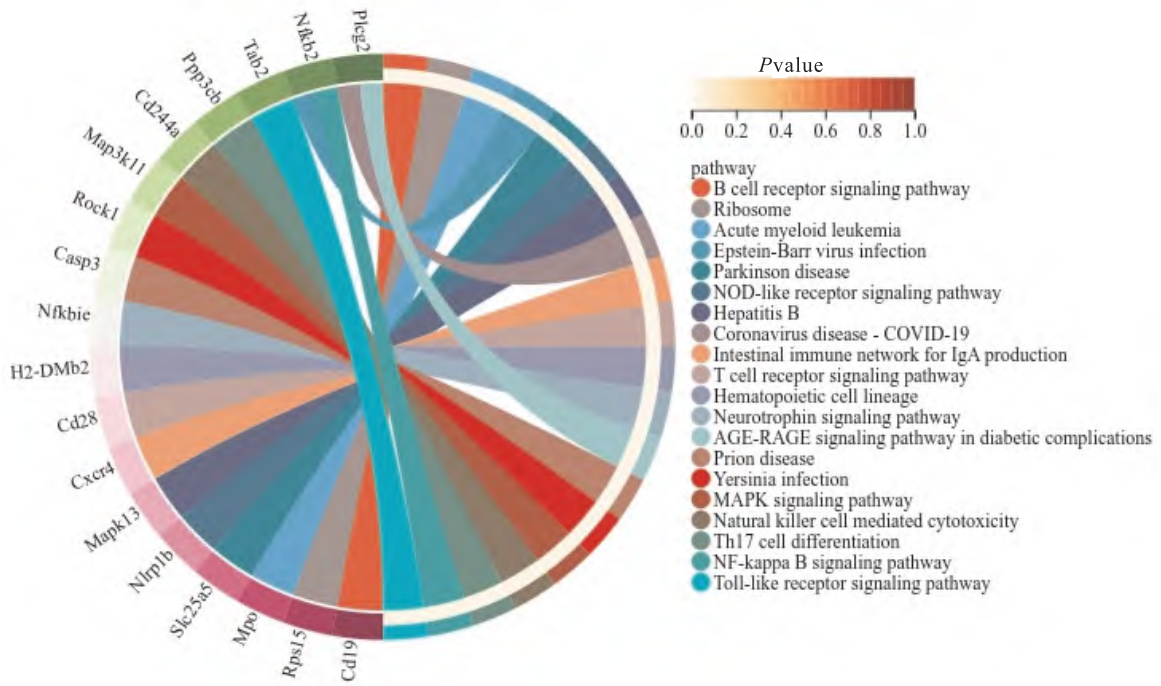 Plcg2
Nfkb2
Tab2
Ppp3cb
Cd244a
Map3k11
Rock1
Casp3
Nfkbie
H2-DMb2
Cd28
Cxcr4
Mapk13
Nlrp1b
Slc25a5
Mpo
Rps15
Cd19
Pvalue
0.0 0.2 0.4 0.6 0.8 1.0
pathway
B cell receptor signaling pathway
Ribosome
Acute myeloid leukemia
Epstein-Barr virus infection
Parkinson disease
NOD-like receptor signaling pathway
Hepatitis B
Coronavirus disease - COVID-19
Intestinal immune network for IgA production
T cell receptor signaling pathway
Hematopoietic cell lineage
Neurotrophin signaling pathway
AGE-RAGE signaling pathway in diabetic complications
Prion disease
Yersinia infection
MAPK signaling pathway
Natural killer cell mediated cytotoxicity
Th17 cell differentiation
NF-kappa B signaling pathway
Toll-like receptor signaling pathway